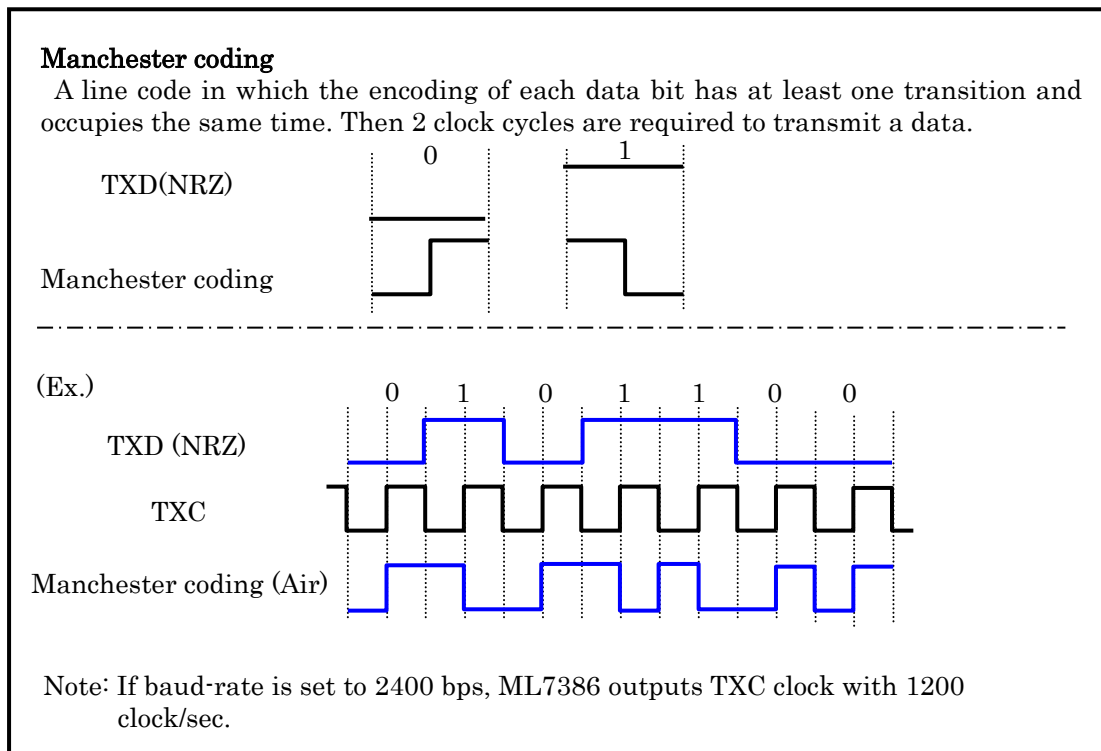 Manchester coding
A line code in which the encoding of each data bit has at least one transition and
occupies the same time. Then 2 clock cycles are required to transmit a data.
0 1
TXD(NRZ)
Manchester coding
(Ex.)
0 1 0 1 1 0 0
TXD (NRZ)
TXC
Manchester coding (Air)
Note: If baud-rate is set to 2400 bps, ML7386 outputs TXC clock with 1200
clock/sec.